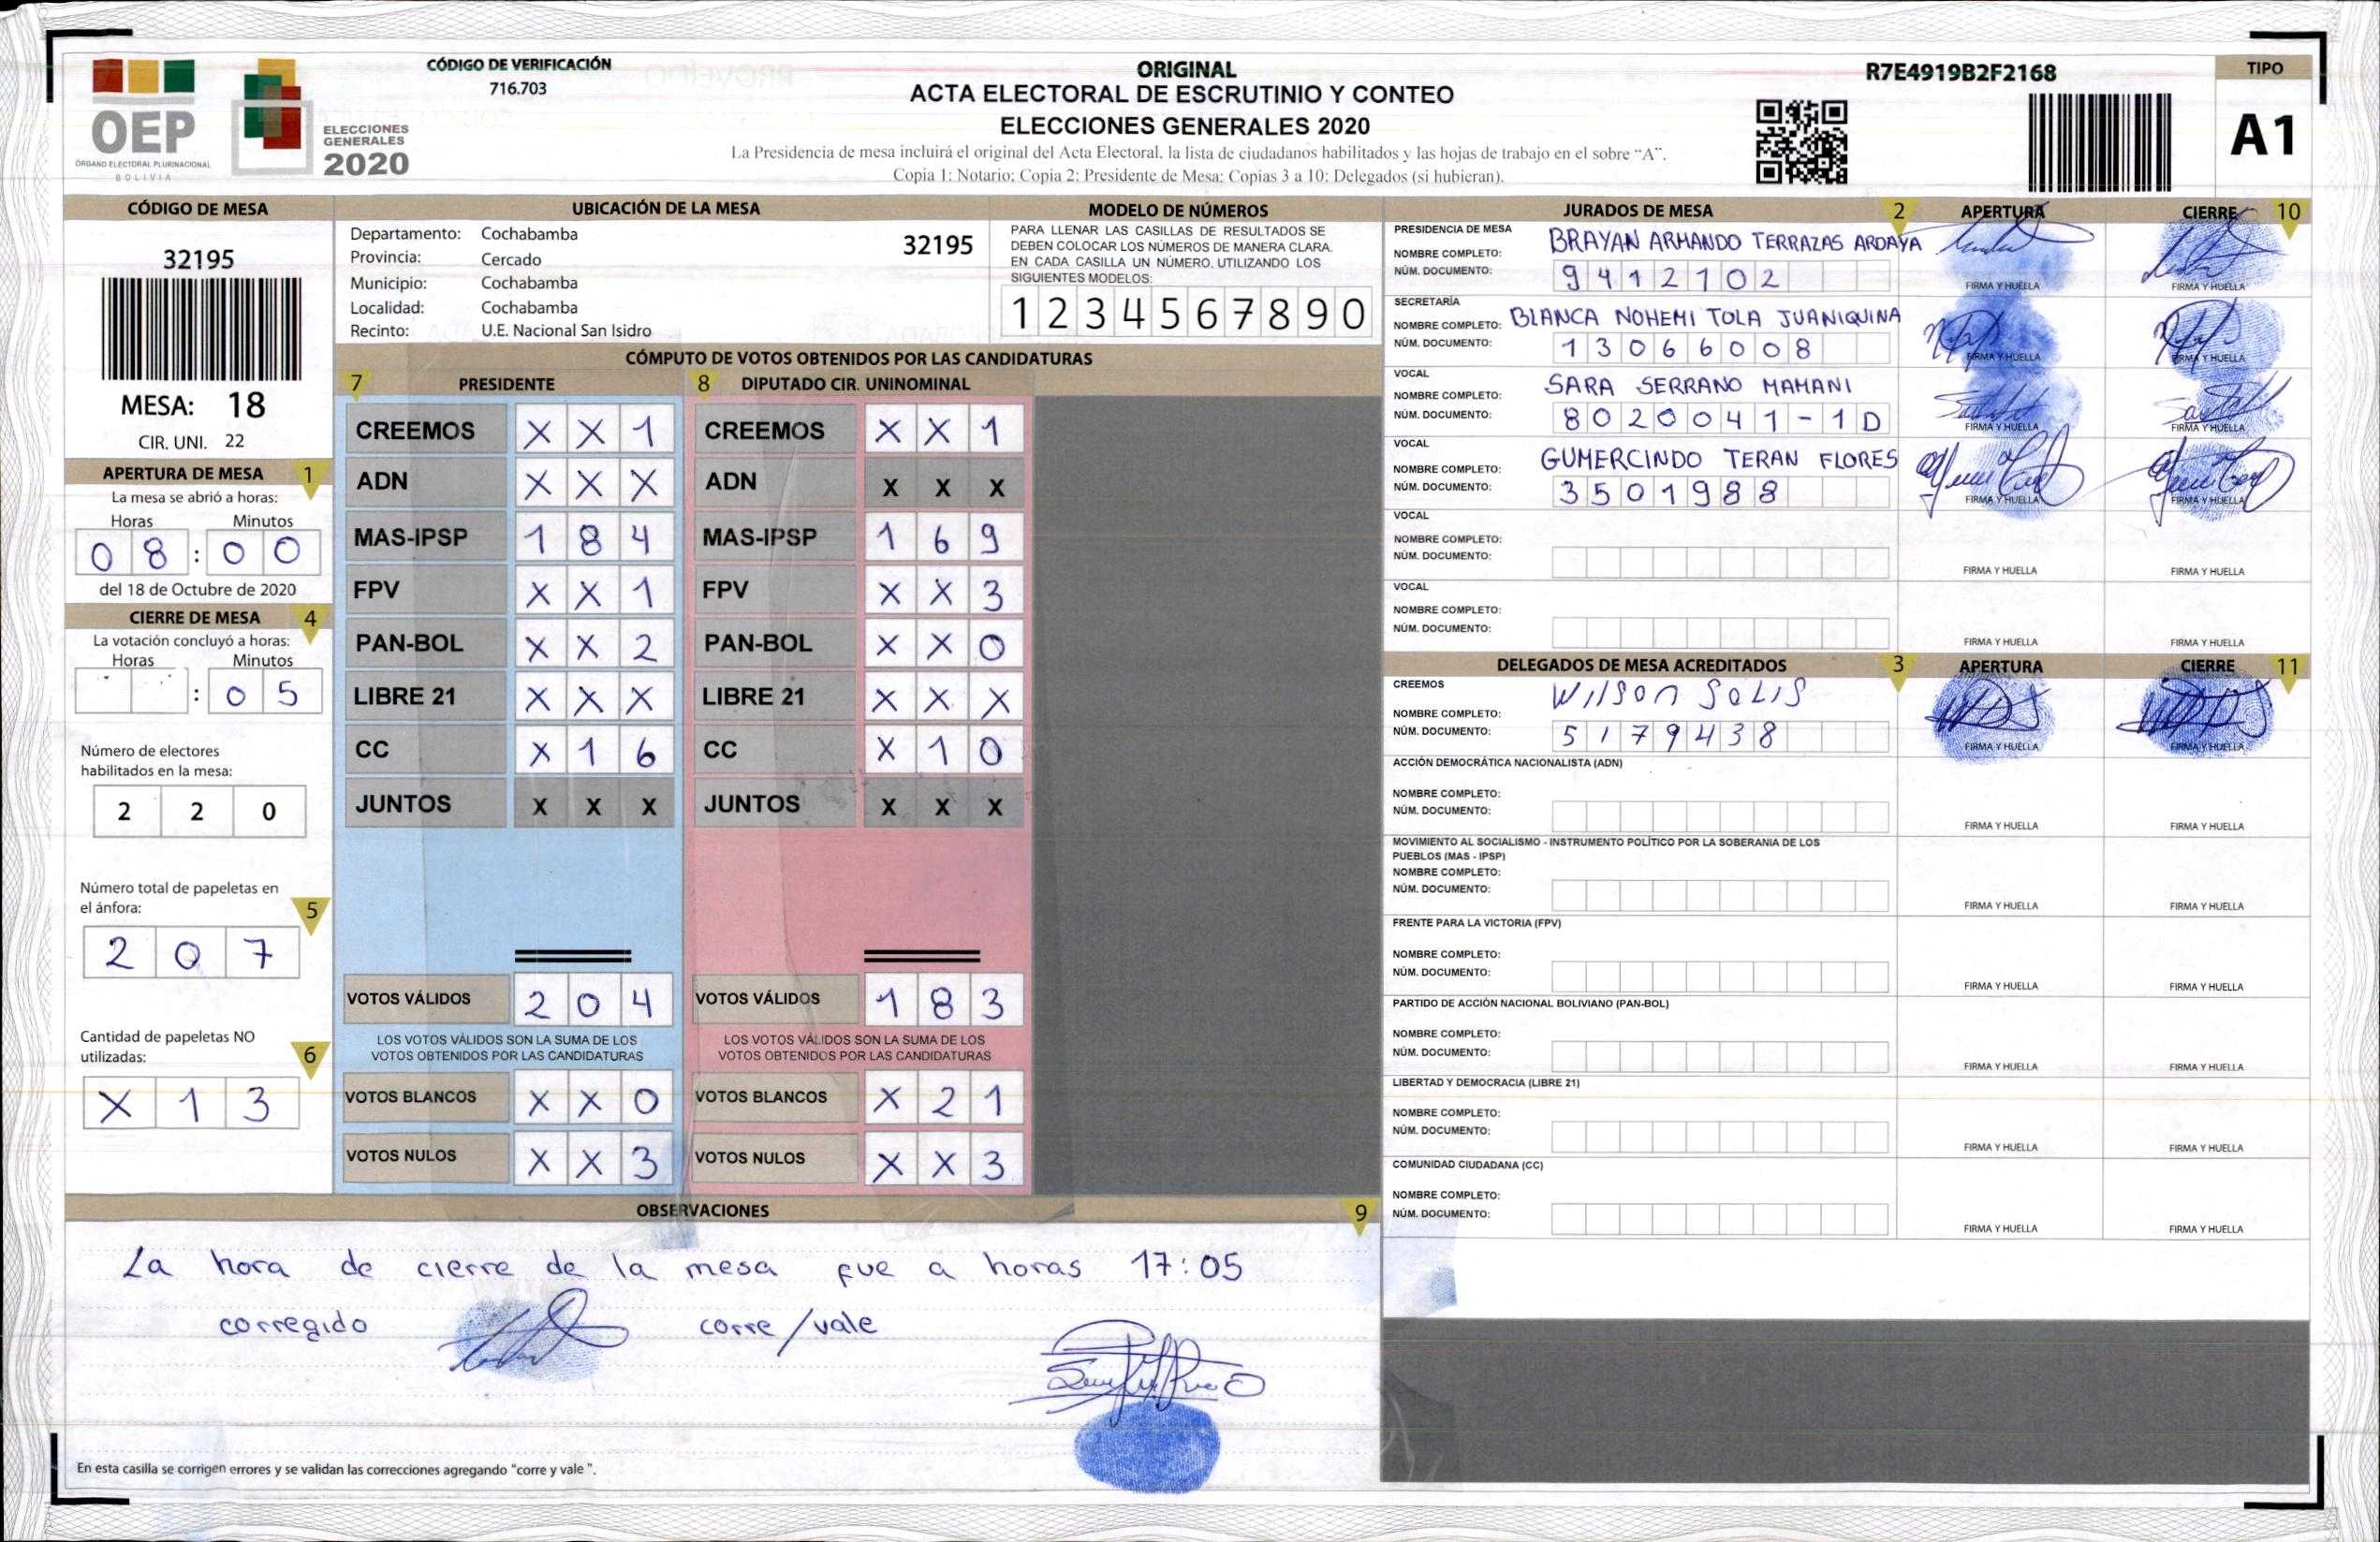 OEP
ÓRGANO ELECTORAL PLURINACIONAL
BOLIVIA
ELECCIONES
GENERALES
2020
CÓDIGO DE VERIFICACIÓN
716.703
ORIGINAL
ACTA ELECTORAL DE ESCRUTINIO Y CONTEO
ELECCIONES GENERALES 2020
La Presidencia de mesa incluirá el original del Acta Electoral, la lista de ciudadanos habilitados y las hojas de trabajo en el sobre "A".
Copia 1: Notario; Copia 2: Presidente de Mesa; Copias 3 a 10: Delegados (si hubieran).
R7E4919B2F2168
TIPO
A1
CÓDIGO DE MESA
32195
MESA: 18
CIR. UNI. 22
APERTURA DE MESA 1
La mesa se abrió a horas:
Horas Minutos
0 8 : 0 0
del 18 de Octubre de 2020
CIERRE DE MESA 4
La votación concluyó a horas:
Horas Minutos
: 0 5
Número de electores
habilitados en la mesa:
2 2 0
Número total de papeletas en
el ánfora: 5
2 0 7
Cantidad de papeletas NO
utilizadas: 6
X 1 3
UBICACIÓN DE LA MESA
Departamento: Cochabamba
32195
Provincia: Cercado
Municipio: Cochabamba
Localidad: Cochabamba
Recinto: U.E. Nacional San Isidro
MODELO DE NÚMEROS
PARA LLENAR LAS CASILLAS DE RESULTADOS SE
DEBEN COLOCAR LOS NÚMEROS DE MANERA CLARA.
EN CADA CASILLA UN NÚMERO, UTILIZANDO LOS
SIGUIENTES MODELOS:
1 2 3 4 5 6 7 8 9 0
CÓMPUTO DE VOTOS OBTENIDOS POR LAS CANDIDATURAS
7 PRESIDENTE
CREEMOS X X 1
ADN X X X
MAS-IPSP 1 8 4
FPV X X 1
PAN-BOL X X 2
LIBRE 21 X X X
CC X 1 6
JUNTOS X X X
VOTOS VÁLIDOS 2 0 4
LOS VOTOS VÁLIDOS SON LA SUMA DE LOS
VOTOS OBTENIDOS POR LAS CANDIDATURAS
VOTOS BLANCOS X X 0
VOTOS NULOS X X 3
8 DIPUTADO CIR. UNINOMINAL
CREEMOS X X 1
ADN X X X
MAS-IPSP 1 6 9
FPV X X 3
PAN-BOL X X 0
LIBRE 21 X X X
CC X 1 0
JUNTOS X X X
VOTOS VÁLIDOS 1 8 3
LOS VOTOS VÁLIDOS SON LA SUMA DE LOS
VOTOS OBTENIDOS POR LAS CANDIDATURAS
VOTOS BLANCOS X 2 1
VOTOS NULOS X X 3
OBSERVACIONES 9
La hora de cierre de la mesa fue a horas 17:05
corregido corre/vale
En esta casilla se corrigen errores y se validan las correcciones agregando "corre y vale".
JURADOS DE MESA 2 APERTURA CIERRE 10
PRESIDENCIA DE MESA
NOMBRE COMPLETO: BRAYAN ARMANDO TERRAZAS ARDAYA
NÚM. DOCUMENTO: 9412102
FIRMA Y HUELLA FIRMA Y HUELLA
SECRETARÍA
NOMBRE COMPLETO: BLANCA NOHEMI TOLA JUANIQUINA
NÚM. DOCUMENTO: 13066008
FIRMA Y HUELLA FIRMA Y HUELLA
VOCAL
NOMBRE COMPLETO: SARA SERRANO MAMANI
NÚM. DOCUMENTO: 8020041-1D
FIRMA Y HUELLA FIRMA Y HUELLA
VOCAL
NOMBRE COMPLETO: GUMERCINDO TERAN FLORES
NÚM. DOCUMENTO: 3501988
FIRMA Y HUELLA FIRMA Y HUELLA
VOCAL
NOMBRE COMPLETO:
NÚM. DOCUMENTO:
FIRMA Y HUELLA FIRMA Y HUELLA
VOCAL
NOMBRE COMPLETO:
NÚM. DOCUMENTO:
FIRMA Y HUELLA FIRMA Y HUELLA
DELEGADOS DE MESA ACREDITADOS 3 APERTURA CIERRE 11
CREEMOS
NOMBRE COMPLETO: WIlSON SOLIS
NÚM. DOCUMENTO: 5179438
FIRMA Y HUELLA FIRMA Y HUELLA
ACCIÓN DEMOCRÁTICA NACIONALISTA (ADN)
NOMBRE COMPLETO:
NÚM. DOCUMENTO:
FIRMA Y HUELLA FIRMA Y HUELLA
MOVIMIENTO AL SOCIALISMO - INSTRUMENTO POLÍTICO POR LA SOBERANIA DE LOS
PUEBLOS (MAS - IPSP)
NOMBRE COMPLETO:
NÚM. DOCUMENTO:
FIRMA Y HUELLA FIRMA Y HUELLA
FRENTE PARA LA VICTORIA (FPV)
NOMBRE COMPLETO:
NÚM. DOCUMENTO:
FIRMA Y HUELLA FIRMA Y HUELLA
PARTIDO DE ACCIÓN NACIONAL BOLIVIANO (PAN-BOL)
NOMBRE COMPLETO:
NÚM. DOCUMENTO:
FIRMA Y HUELLA FIRMA Y HUELLA
LIBERTAD Y DEMOCRACIA (LIBRE 21)
NOMBRE COMPLETO:
NÚM. DOCUMENTO:
FIRMA Y HUELLA FIRMA Y HUELLA
COMUNIDAD CIUDADANA (CC)
NOMBRE COMPLETO:
NÚM. DOCUMENTO:
FIRMA Y HUELLA FIRMA Y HUELLA